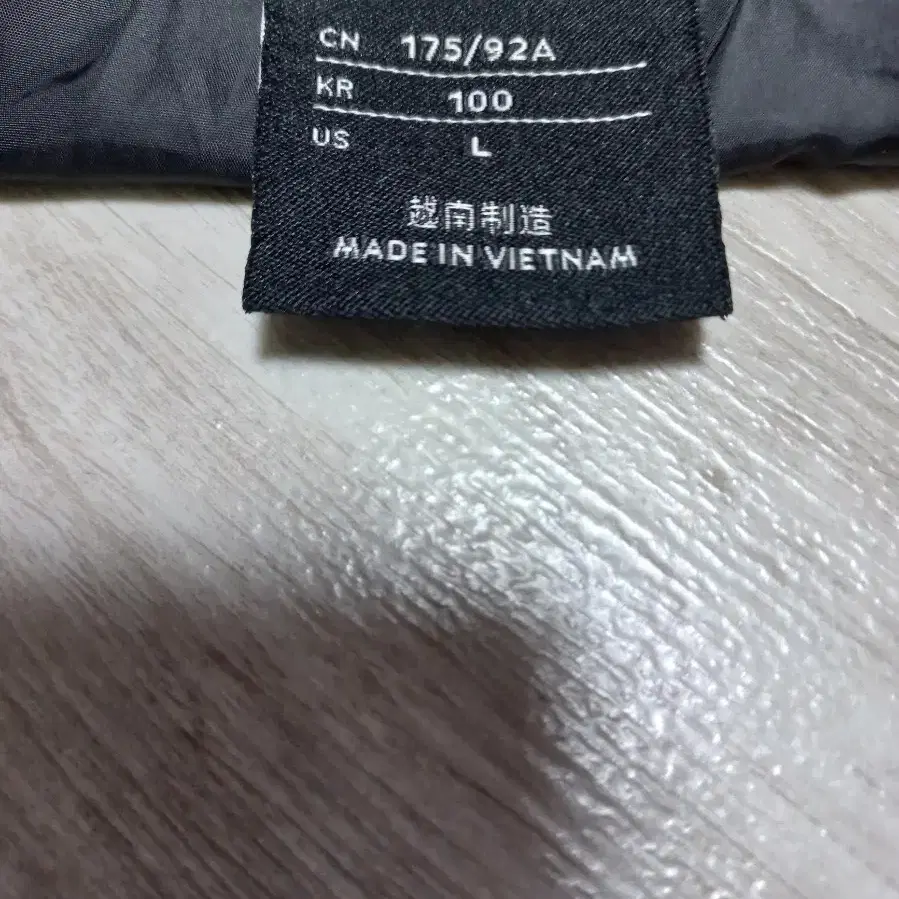 CN 175/92A
KR 100
US L
越南制造
MADE IN VIETNAM